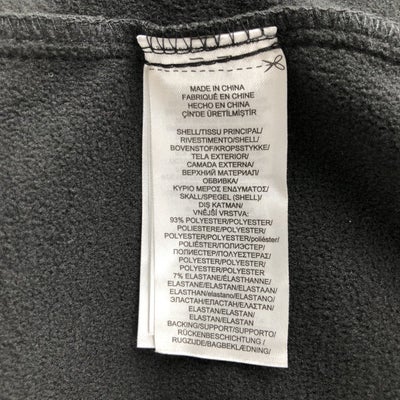 MADE IN CHINA
FABRIQUÉ EN CHINE
HECHO EN CHINA
ÇİN'DE ÜRETİLMİŞTİR
SHELL/TISSU PRINCIPAL/
RIVESTIMENTO/SHELL/
BOVENSTOF/KROPSSTYKKE/
TELA EXTERIOR/
CAMADA EXTERNA/
ВЕРХНИЙ МАТЕРИАЛ/
ОБВИВКА/
ΚΥΡΙΟ ΜΕΡΟΣ ΕΝΔΥΜΑΤΟΣ/
SKALL/SPEGEL (SHELL)/
DIŞ KATMAN/
VNĚJŠÍ VRSTVA:
93% POLYESTER/POLYESTER/
POLIESTERE/POLYESTER/
POLYESTER/POLYESTER/poliéster/
POLIÉSTER/ПОЛИЭСТЕР/
ПОЛИЕСТЕР/ΠΟΛΥΕΣΤΕΡΑΣ/
POLYESTER/POLYESTER/
POLYESTER/POLYESTER
7% ELASTANE/ÉLASTHANNE/
ELASTANE/ELASTAN/ELASTAAN/
ELASTHAN/elastano/ELASTANO/
ЭЛАСТАН/ЕЛАСТАН/ΕΛΑΣΤΑΝ/
ELASTAN/ELASTAN/
ELASTAN/ELASTAN
BACKING/SUPPORT/SUPPORTO/
RÜCKENBESCHICHTUNG /
RUGZIJDE/BAGBEKLÆDNING/